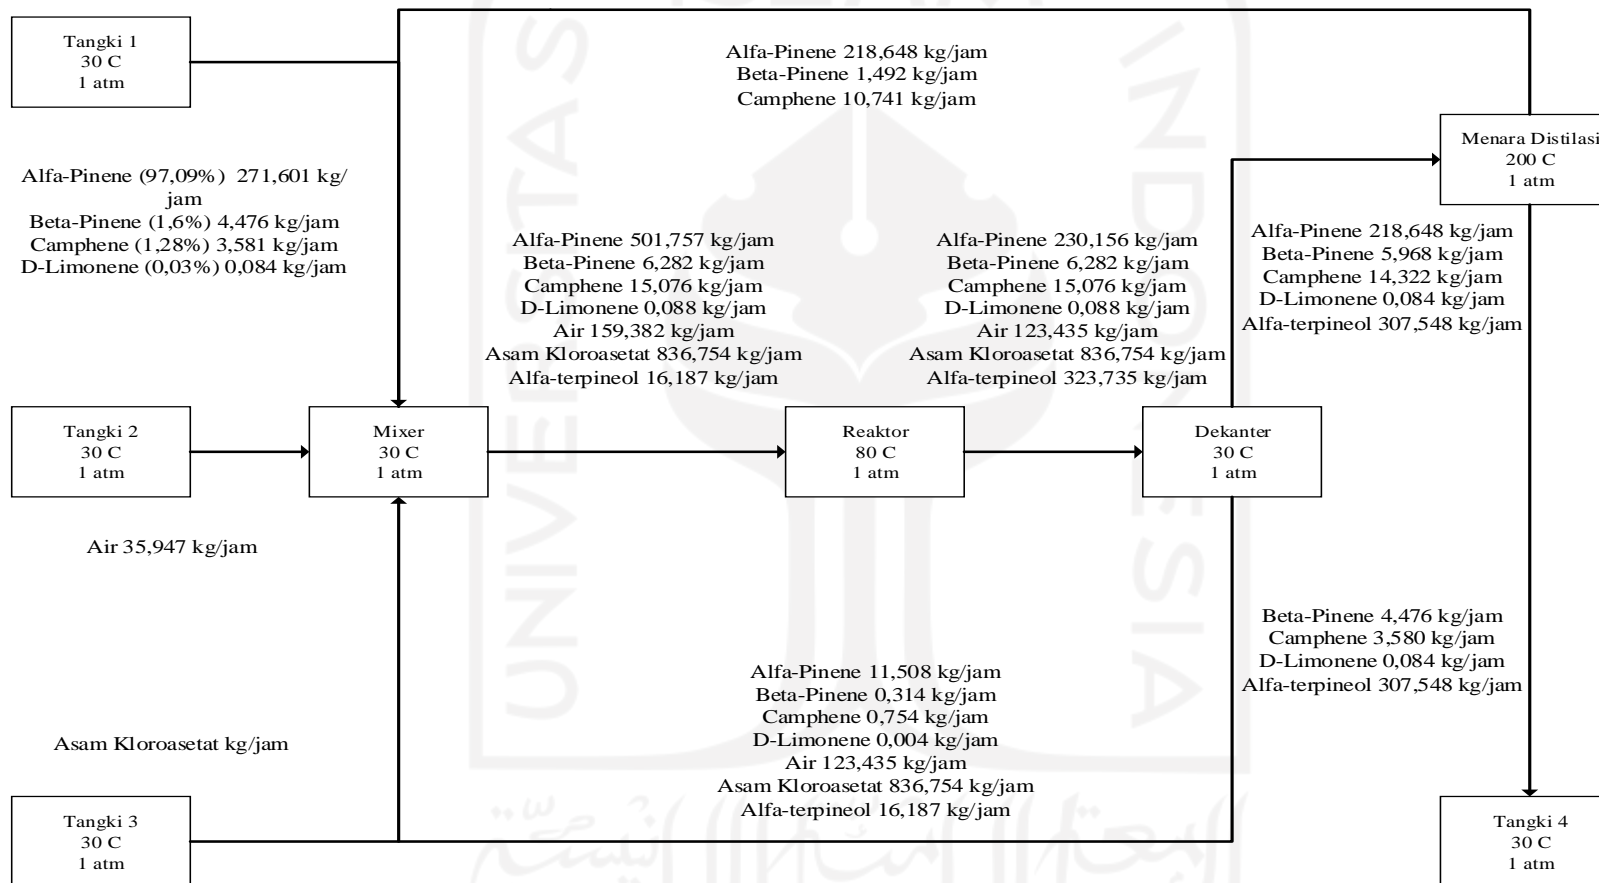 Tangki 1
30 C
1 atm
Alfa-Pinene 218,648 kg/jam
Beta-Pinene 1,492 kg/jam
Camphene 10,741 kg/jam
Menara Distilasi
200 C
1 atm
Alfa-Pinene (97,09%) 271,601 kg/
jam
Beta-Pinene (1,6%) 4,476 kg/jam
Camphene (1,28%) 3,581 kg/jam
D-Limonene (0,03%) 0,084 kg/jam
Alfa-Pinene 501,757 kg/jam
Beta-Pinene 6,282 kg/jam
Camphene 15,076 kg/jam
D-Limonene 0,088 kg/jam
Air 159,382 kg/jam
Asam Kloroasetat 836,754 kg/jam
Alfa-terpineol 16,187 kg/jam
Alfa-Pinene 230,156 kg/jam
Beta-Pinene 6,282 kg/jam
Camphene 15,076 kg/jam
D-Limonene 0,088 kg/jam
Air 123,435 kg/jam
Asam Kloroasetat 836,754 kg/jam
Alfa-terpineol 323,735 kg/jam
Alfa-Pinene 218,648 kg/jam
Beta-Pinene 5,968 kg/jam
Camphene 14,322 kg/jam
D-Limonene 0,084 kg/jam
Alfa-terpineol 307,548 kg/jam
Tangki 2
30 C
1 atm
Mixer
30 C
1 atm
Reaktor
80 C
1 atm
Dekanter
30 C
1 atm
Air 35,947 kg/jam
Beta-Pinene 4,476 kg/jam
Camphene 3,580 kg/jam
D-Limonene 0,084 kg/jam
Alfa-terpineol 307,548 kg/jam
Alfa-Pinene 11,508 kg/jam
Beta-Pinene 0,314 kg/jam
Camphene 0,754 kg/jam
D-Limonene 0,004 kg/jam
Air 123,435 kg/jam
Asam Kloroasetat 836,754 kg/jam
Alfa-terpineol 16,187 kg/jam
Asam Kloroasetat kg/jam
Tangki 3
30 C
1 atm
Tangki 4
30 C
1 atm
UNIVERSITAS
ISLAM
INDONESIA